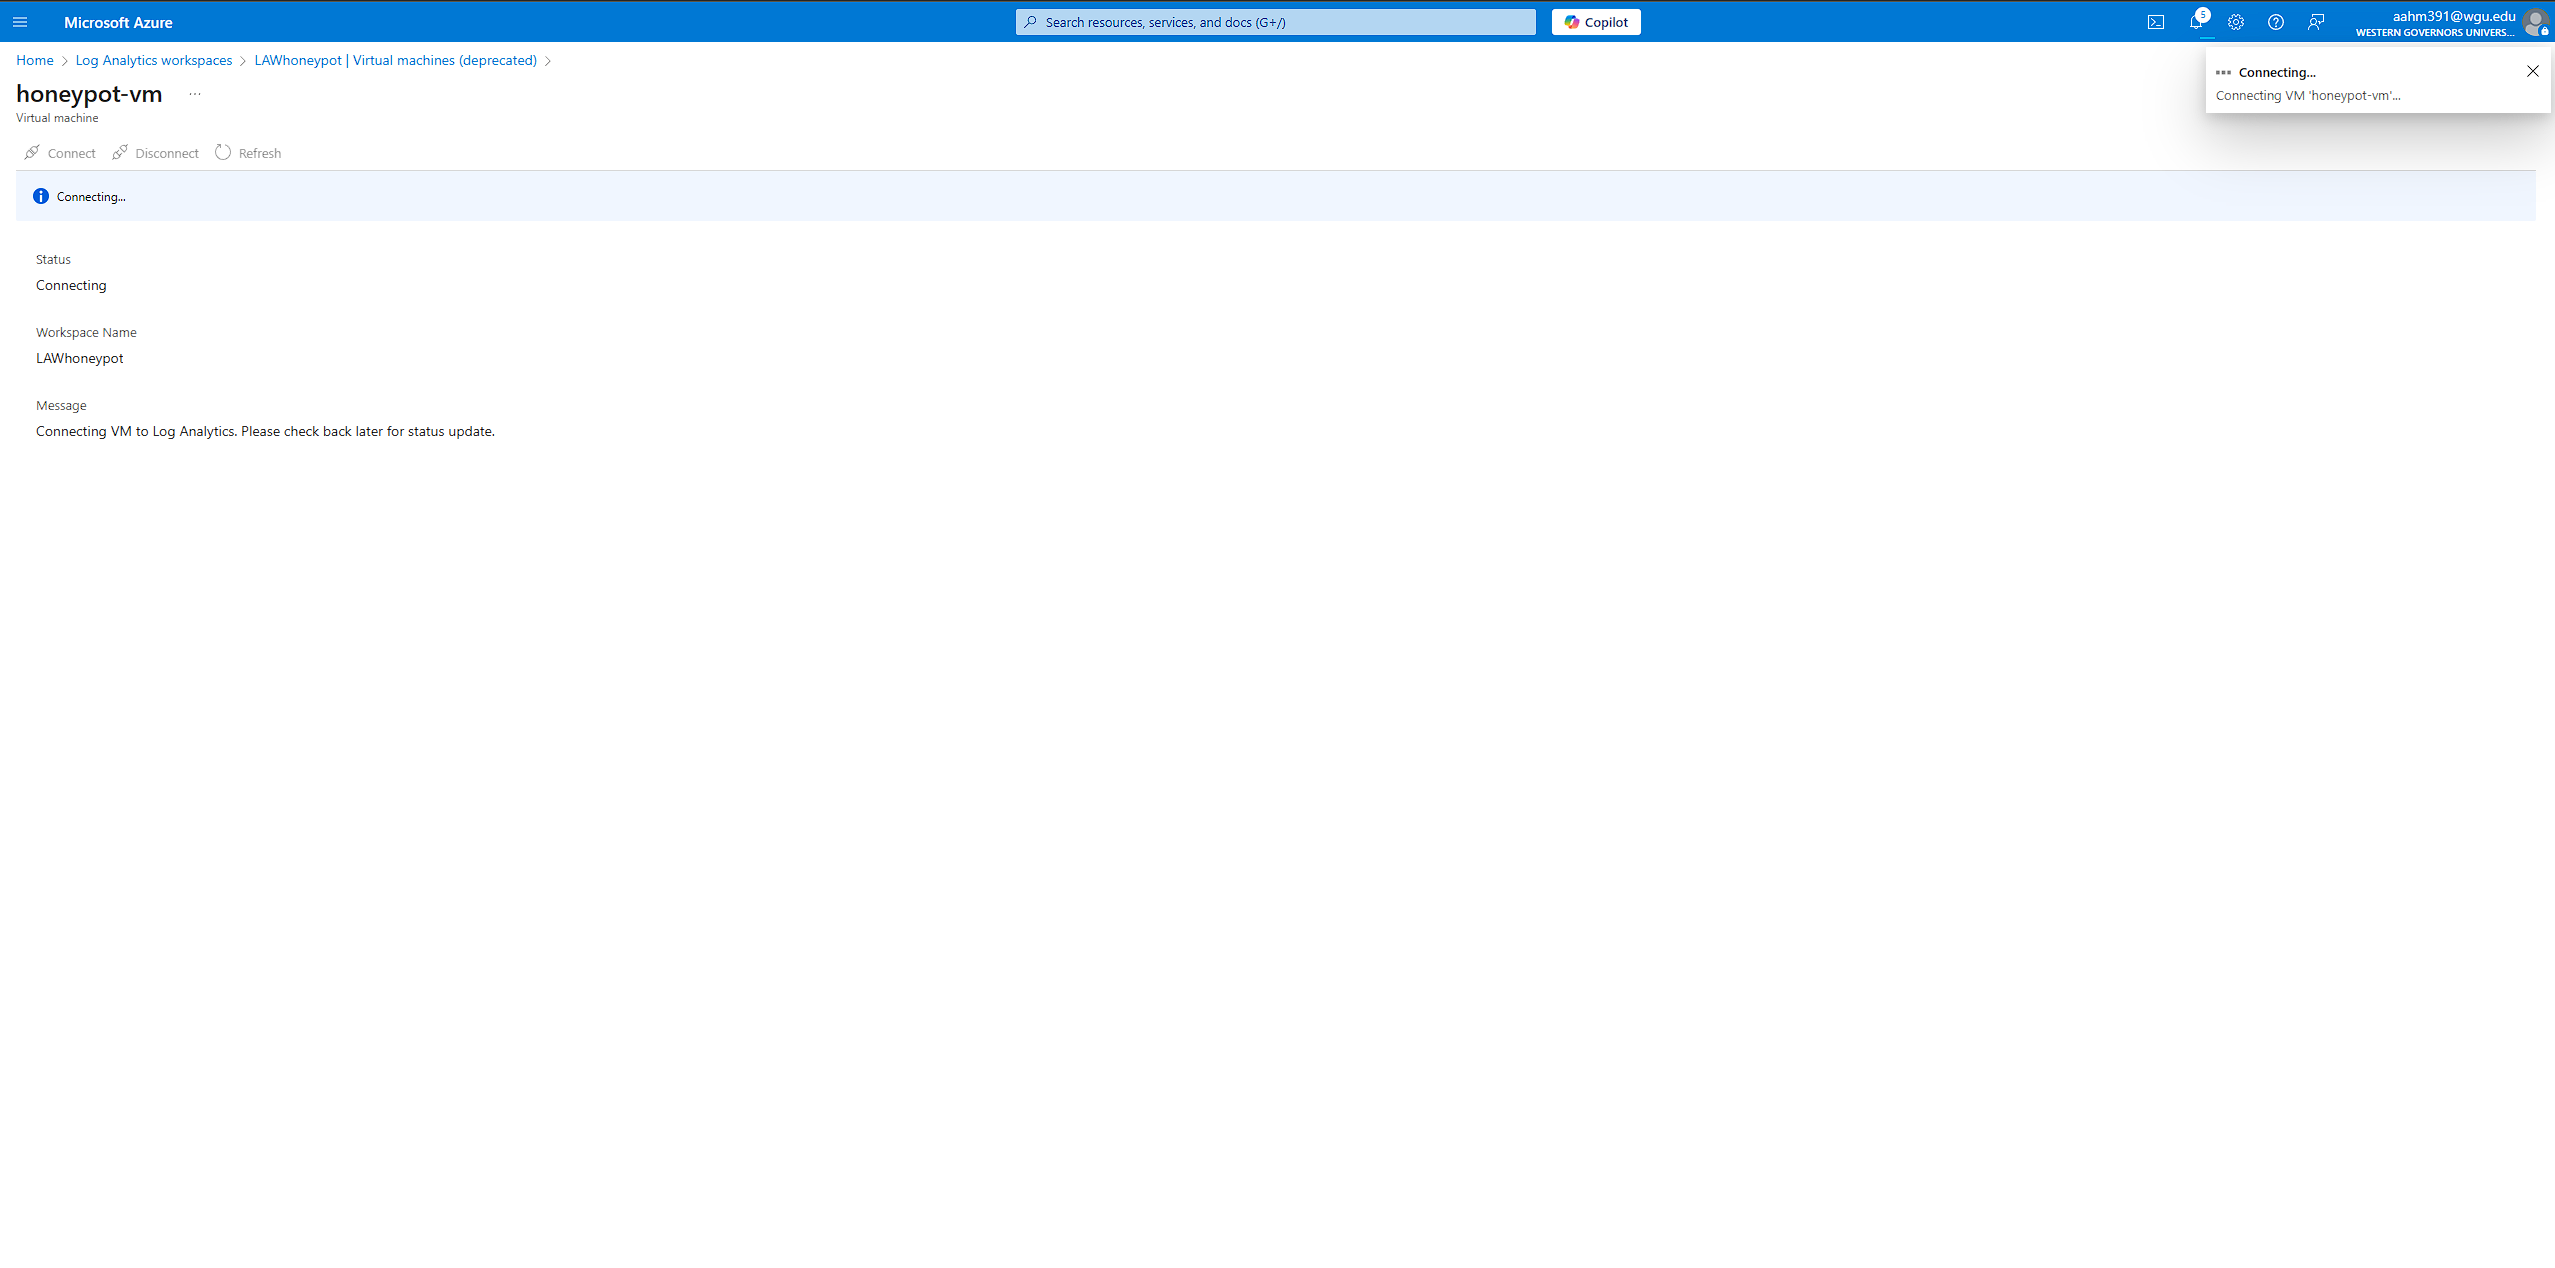 Microsoft Azure
Search resources, services, and docs (G+/)
Copilot
5
aahm391@wgu.edu
WESTERN GOVERNORS UNIVERS...
Home > Log Analytics workspaces > LAWhoneypot | Virtual machines (deprecated) >
honeypot-vm ...
Virtual machine
Connecting...
Connecting VM 'honeypot-vm'...
Connect Disconnect Refresh
Connecting...
Status
Connecting
Workspace Name
LAWhoneypot
Message
Connecting VM to Log Analytics. Please check back later for status update.